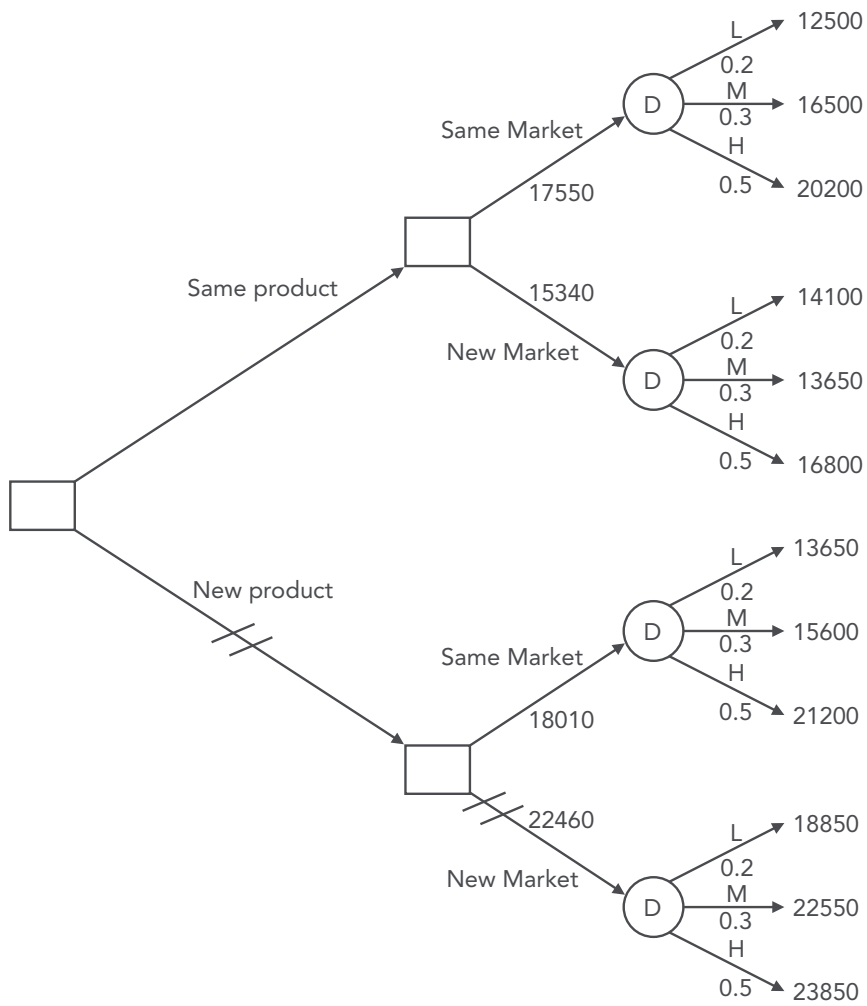 L
12500
0.2
D
M
16500
Same Market
0.3
H
0.5
20200
17550
Same product
15340
L
14100
New Market
0.2
D
M
13650
0.3
H
0.5
16800
New product
L
13650
0.2
Same Market
D
M
15600
0.3
H
0.5
21200
18010
22460
L
18850
New Market
0.2
D
M
22550
0.3
H
0.5
23850